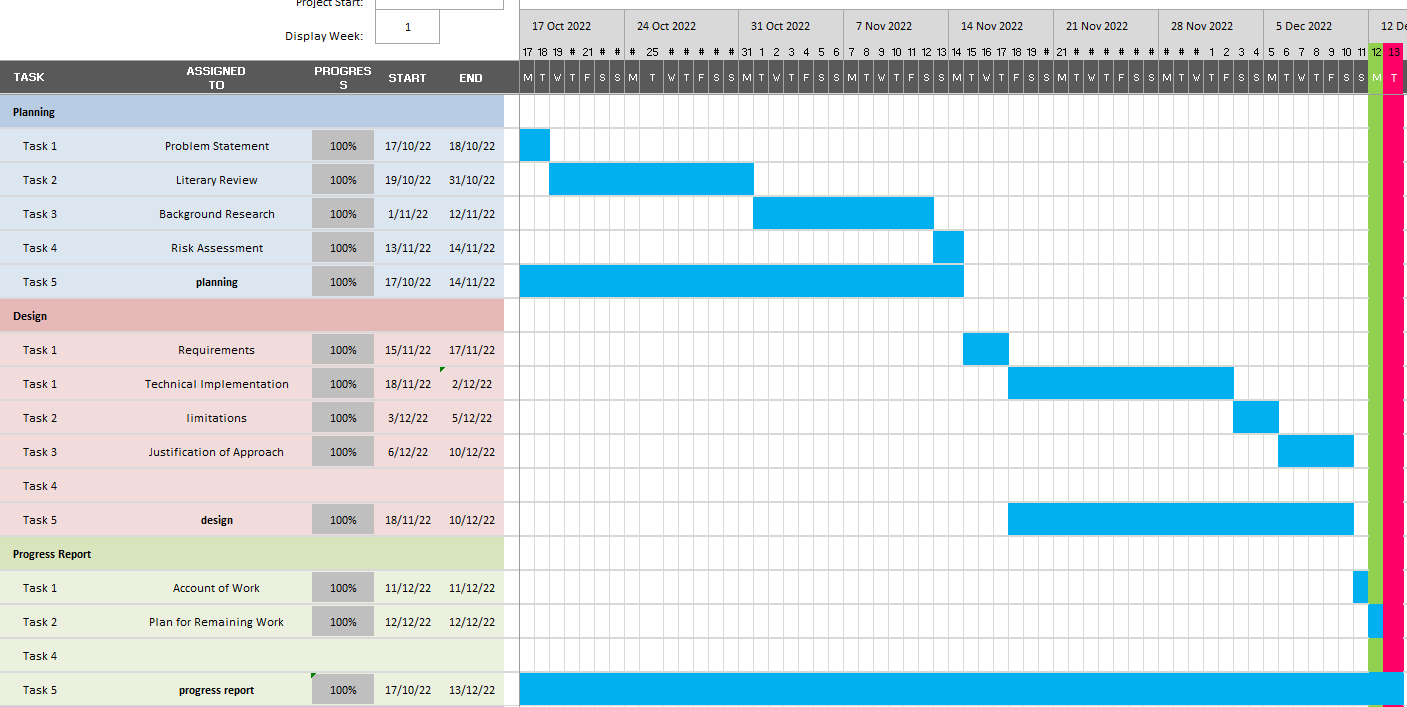 Project Start:
Display Week: 1
17 Oct 2022 24 Oct 2022 31 Oct 2022 7 Nov 2022 14 Nov 2022 21 Nov 2022 28 Nov 2022 5 Dec 2022 12 De
17 18 19 # 21 # # # 25 # # # # # 31 1 2 3 4 5 6 7 8 9 10 11 12 13 14 15 16 17 18 19 # 21 # # # # # # # # # 1 2 3 4 5 6 7 8 9 10 11 12 13
TASK ASSIGNED TO PROGRES S START END M T W T F S S M T W T F S S M T W T F S S M T W T F S S M T W T F S S M T W T F S S M T W T F S S M T W T F S S M T
Planning
Task 1 Problem Statement 100% 17/10/22 18/10/22
Task 2 Literary Review 100% 19/10/22 31/10/22
Task 3 Background Research 100% 1/11/22 12/11/22
Task 4 Risk Assessment 100% 13/11/22 14/11/22
Task 5 planning 100% 17/10/22 14/11/22
Design
Task 1 Requirements 100% 15/11/22 17/11/22
Task 1 Technical Implementation 100% 18/11/22 2/12/22
Task 2 limitations 100% 3/12/22 5/12/22
Task 3 Justification of Approach 100% 6/12/22 10/12/22
Task 4
Task 5 design 100% 18/11/22 10/12/22
Progress Report
Task 1 Account of Work 100% 11/12/22 11/12/22
Task 2 Plan for Remaining Work 100% 12/12/22 12/12/22
Task 4
Task 5 progress report 100% 17/10/22 13/12/22